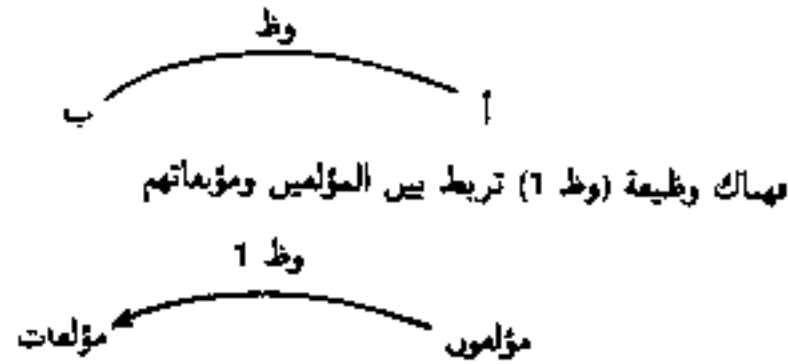 وظ
أ ب
فهناك وظيفة (وظ 1) تربط بين المؤلفين ومؤلفاتهم
وظ 1
مؤلفون مؤلفات